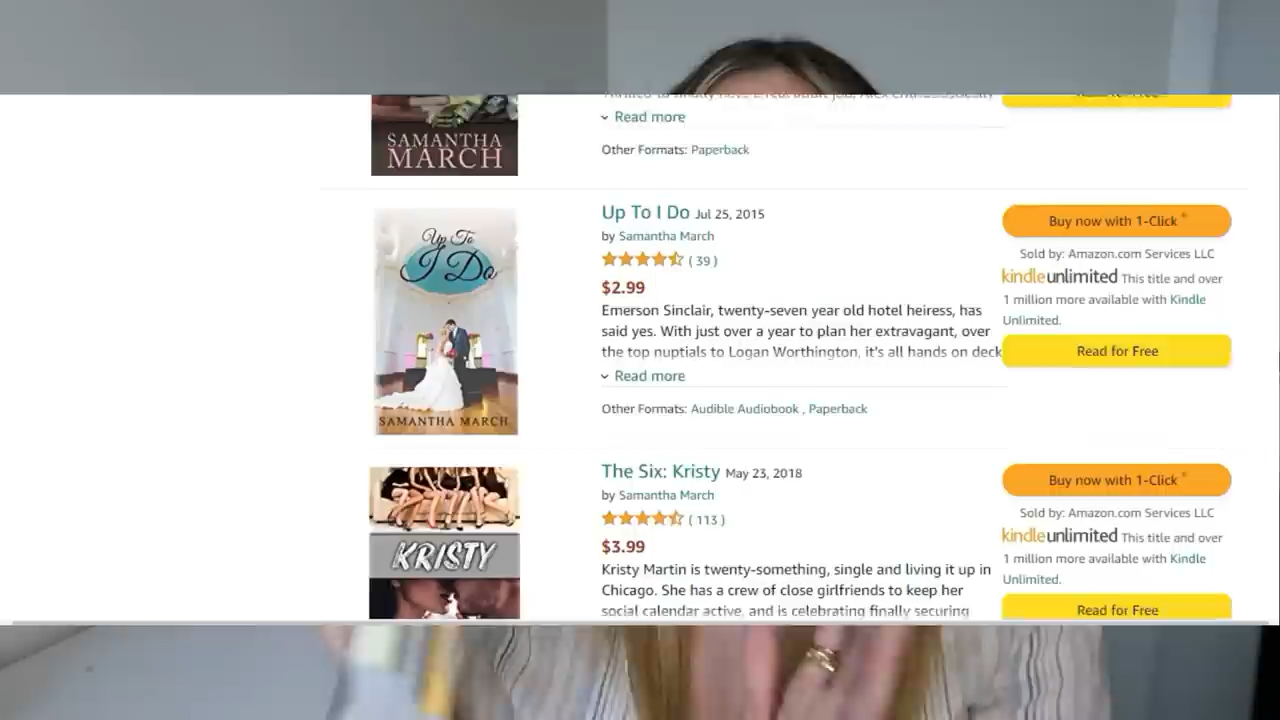 Read more
Other Formats: Paperback
SAMANTHA
MARCH
Up To I Do Jul 25, 2015
by Samantha March
( 39 )
$2.99
Emerson Sinclair, twenty-seven year old hotel heiress, has
said yes. With just over a year to plan her extravagant, over
the top nuptials to Logan Worthington, it's all hands on deck
Read more
Other Formats: Audible Audiobook , Paperback
Buy now with 1-Click ®
Sold by: Amazon.com Services LLC
kindleunlimited This title and over
1 million more available with Kindle
Unlimited.
Read for Free
Up To
I Do
SAMANTHA MARCH
The Six: Kristy May 23, 2018
by Samantha March
( 113 )
$3.99
Kristy Martin is twenty-something, single and living it up in
Chicago. She has a crew of close girlfriends to keep her
social calendar active, and is celebrating finally securing
Buy now with 1-Click ®
Sold by: Amazon.com Services LLC
kindleunlimited This title and over
1 million more available with Kindle
Unlimited.
Read for Free
KRISTY